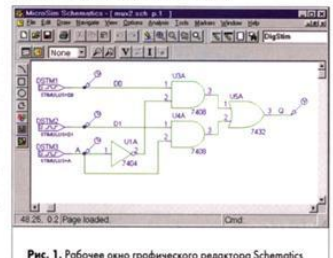 MicroSim Schematics - [ mux2.sch p.1 ]
File Edit Draw Navigate View Options Analysis Tools Markers Window Help
DigStim
None
DSTM1
D0
U3A
1
2
3
7408
U5A
1
2
3
Q
7432
DSTM2
D1
U4A
1
2
3
7408
DSTM3
A
U1A
1
2
7404
48.25, 0.2 Page loaded.
Cmd:
Рис. 1. Рабочее окно графического редактора Schematics